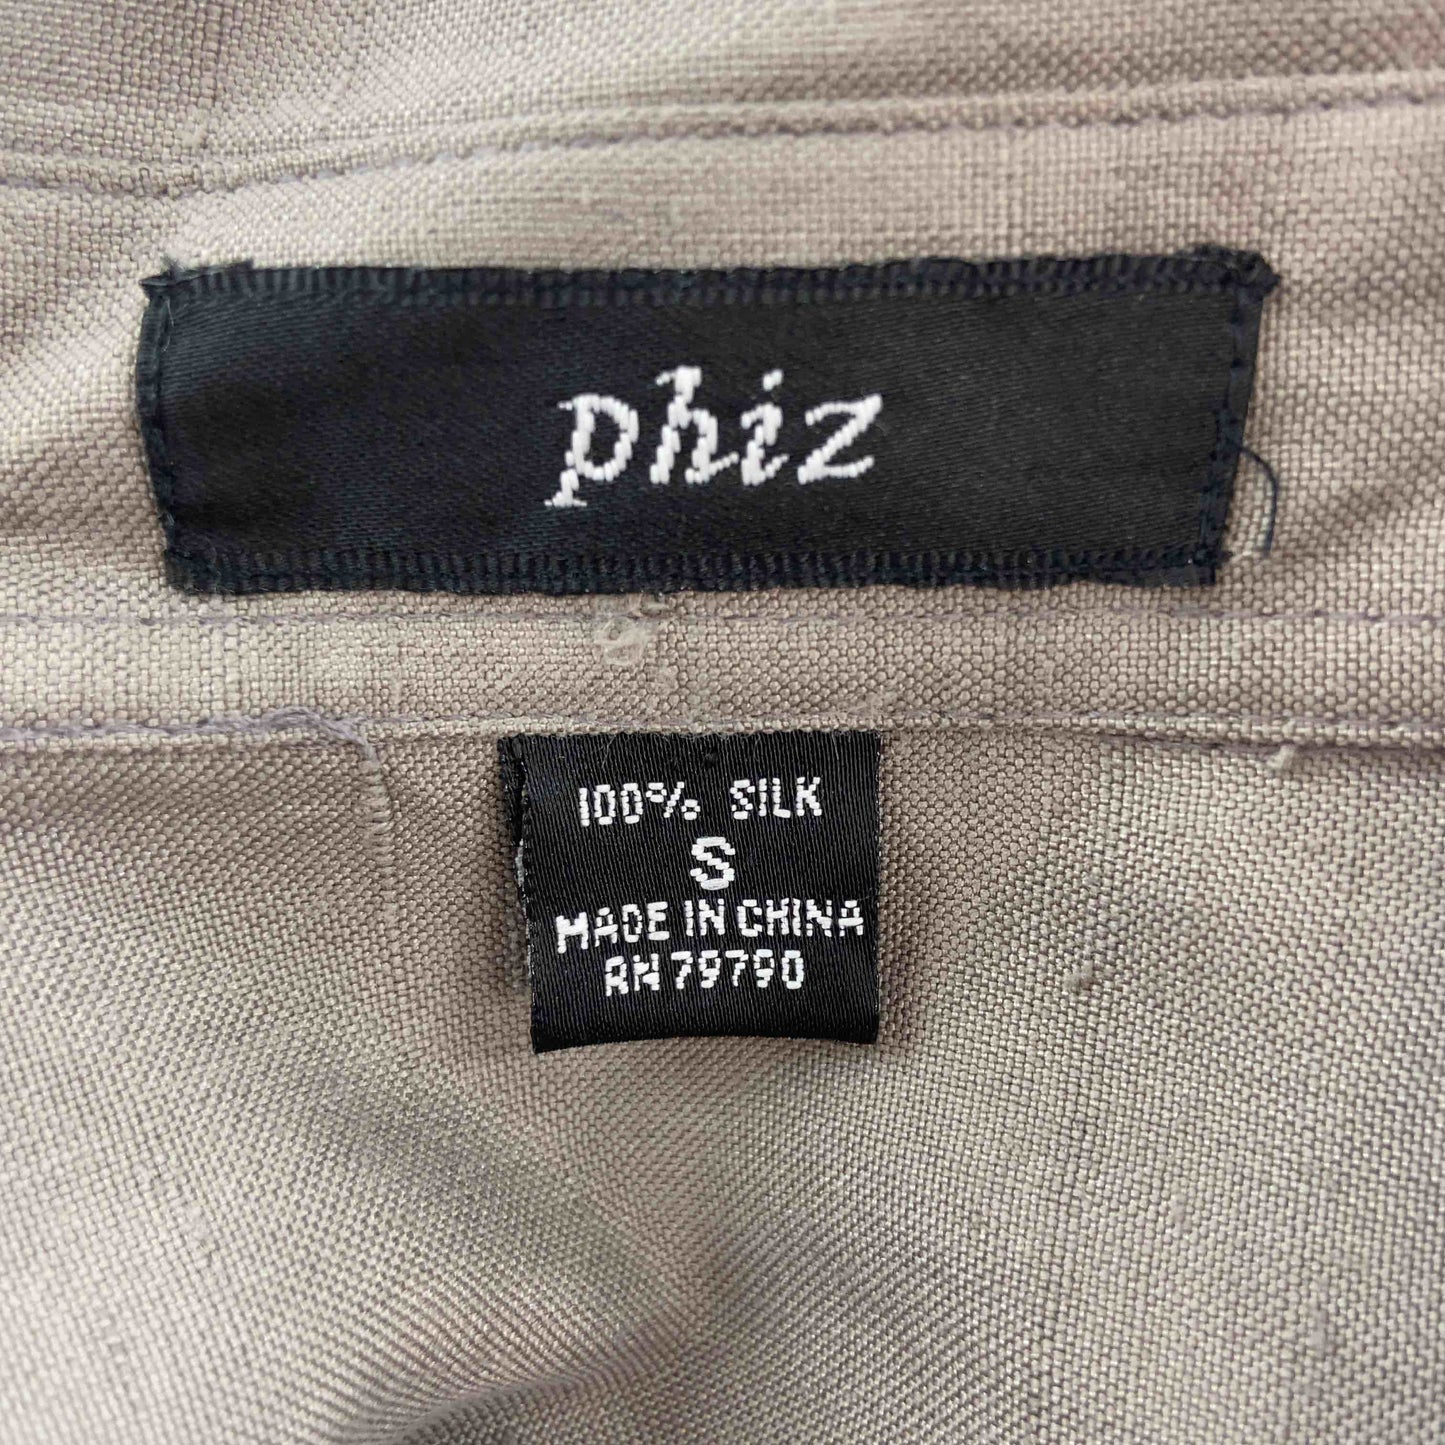 phiz
100% SILK
S
MADE IN CHINA
RN 79790